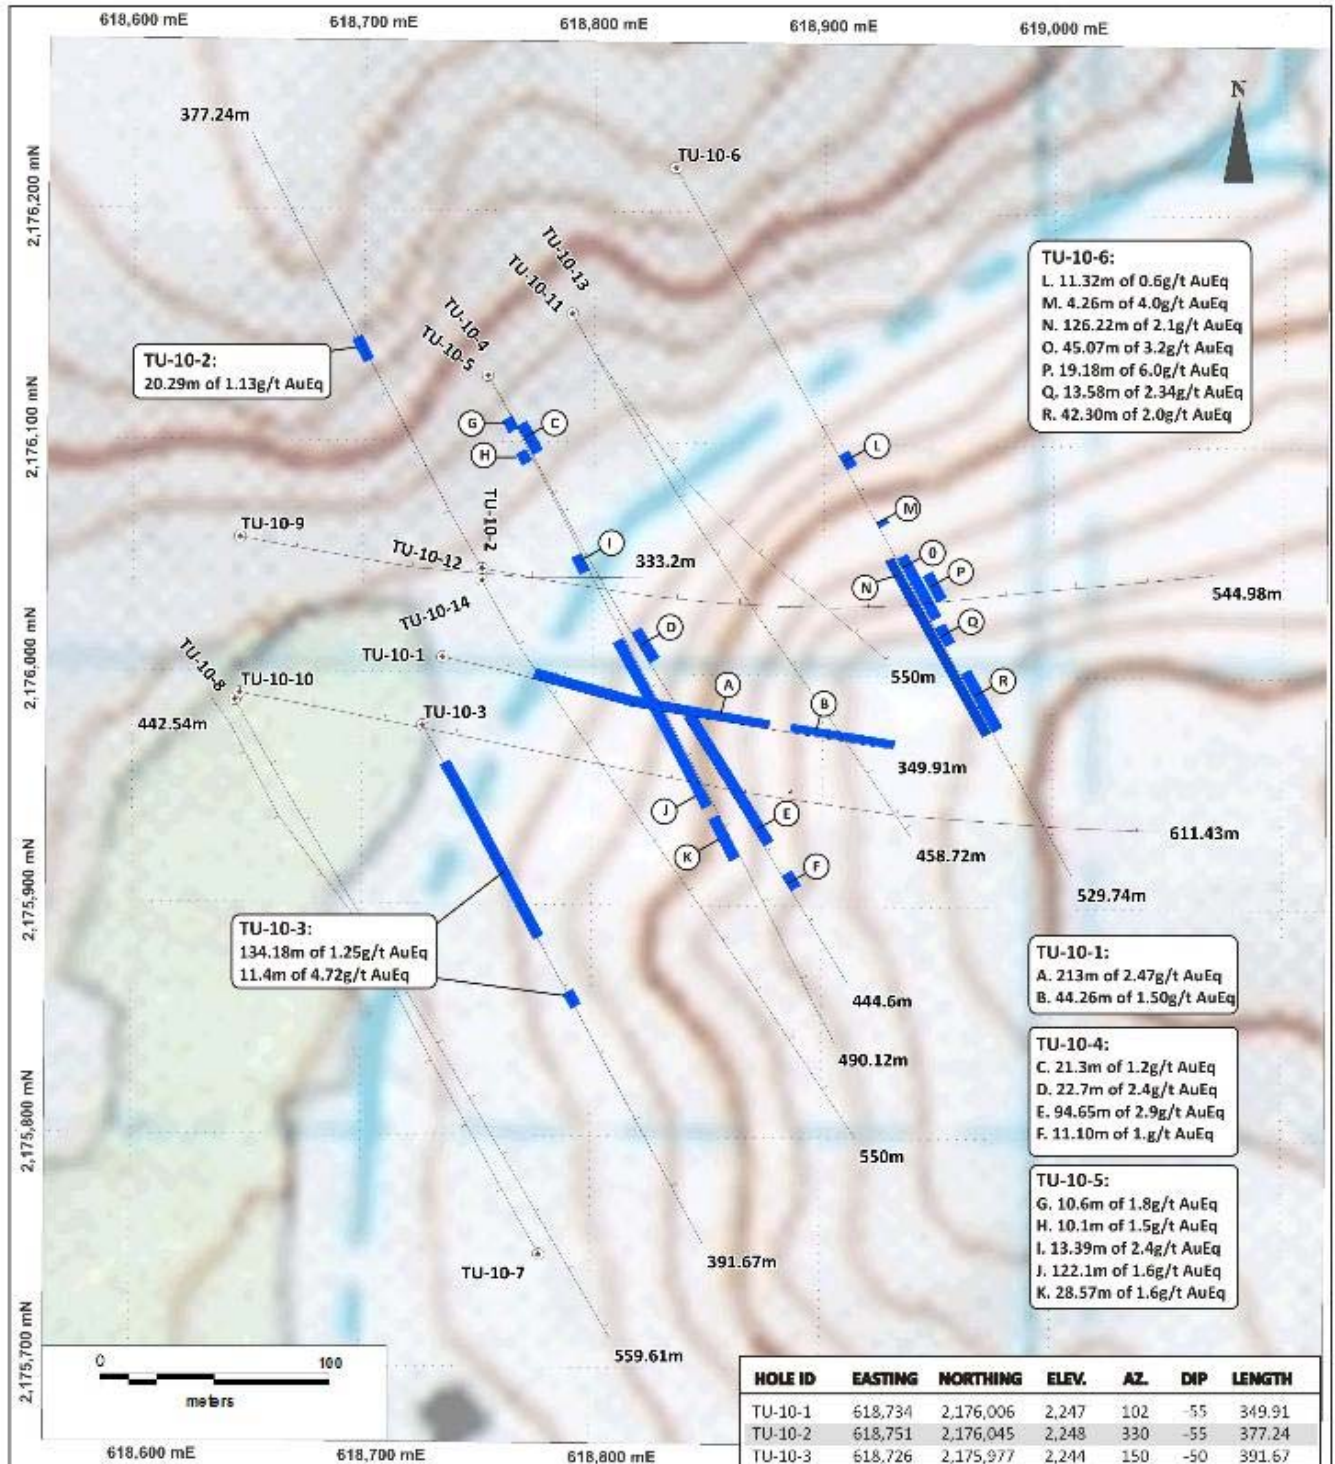 618,600 mE
618,700 mE
618,800 mE
618,900 mE
619,000 mE
377.24m
N
TU-10-6
2,176,200 mN
TU-10-13
TU-10-11
TU-10-6:
L. 11.32m of 0.6g/t AuEq
M. 4.26m of 4.0g/t AuEq
N. 126.22m of 2.1g/t AuEq
O. 45.07m of 3.2g/t AuEq
P. 19.18m of 6.0g/t AuEq
Q. 13.58m of 2.34g/t AuEq
R. 42.30m of 2.0g/t AuEq
TU-10-4
TU-10-5
TU-10-2:
20.29m of 1.13g/t AuEq
2,176,100 mN
G
C
H
L
M
TU-10-9
TU-10-2
TU-10-12
I
333.2m
O
P
N
544.98m
TU-10-14
Q
D
2,176,000 mN
TU-10-8
TU-10-1
TU-10-10
550m
R
A
B
442.54m
TU-10-3
349.91m
J
E
611.43m
K
458.72m
F
529.74m
2,175,900 mN
TU-10-3:
134.18m of 1.25g/t AuEq
11.4m of 4.72g/t AuEq
TU-10-1:
A. 213m of 2.47g/t AuEq
B. 44.26m of 1.50g/t AuEq
444.6m
490.12m
TU-10-4:
C. 21.3m of 1.2g/t AuEq
D. 22.7m of 2.4g/t AuEq
E. 94.65m of 2.9g/t AuEq
F. 11.10m of 1.g/t AuEq
2,175,800 mN
550m
TU-10-5:
G. 10.6m of 1.8g/t AuEq
H. 10.1m of 1.5g/t AuEq
I. 13.39m of 2.4g/t AuEq
J. 122.1m of 1.6g/t AuEq
K. 28.57m of 1.6g/t AuEq
TU-10-7
391.67m
2,175,700 mN
559.61m
0 100
meters
HOLE ID EASTING NORTHING ELEV. AZ. DIP LENGTH
TU-10-1 618,734 2,176,006 2,247 102 -55 349.91
TU-10-2 618,751 2,176,045 2,248 330 -55 377.24
TU-10-3 618,726 2,175,977 2,244 150 -50 391.67
618,600 mE
618,700 mE
618,800 mE